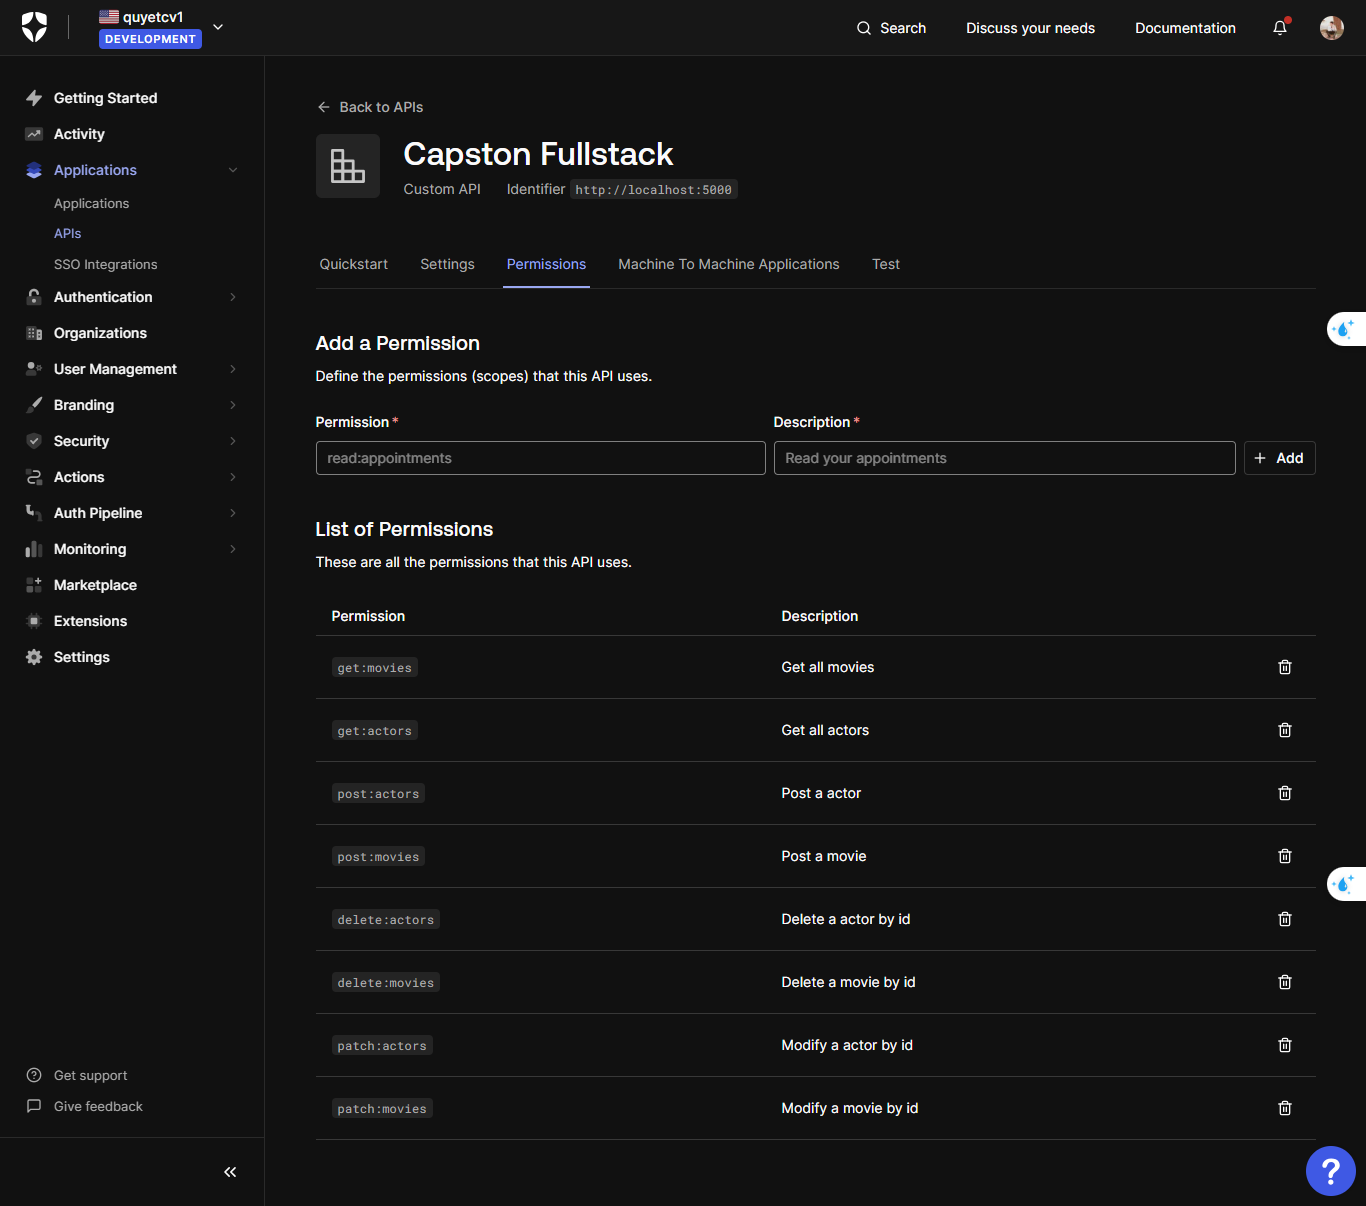 quyetcv1
DEVELOPMENT
Search
Discuss your needs
Documentation
Getting Started
Activity
Applications
Applications
APIs
SSO Integrations
Authentication
Organizations
User Management
Branding
Security
Actions
Auth Pipeline
Monitoring
Marketplace
Extensions
Settings
Get support
Give feedback
Back to APIs
Capston Fullstack
Custom API Identifier http://localhost:5000
Quickstart Settings Permissions Machine To Machine Applications Test
Add a Permission
Define the permissions (scopes) that this API uses.
Permission * Description *
read:appointments Read your appointments + Add
List of Permissions
These are all the permissions that this API uses.
Permission Description
get:movies Get all movies
get:actors Get all actors
post:actors Post a actor
post:movies Post a movie
delete:actors Delete a actor by id
delete:movies Delete a movie by id
patch:actors Modify a actor by id
patch:movies Modify a movie by id
?